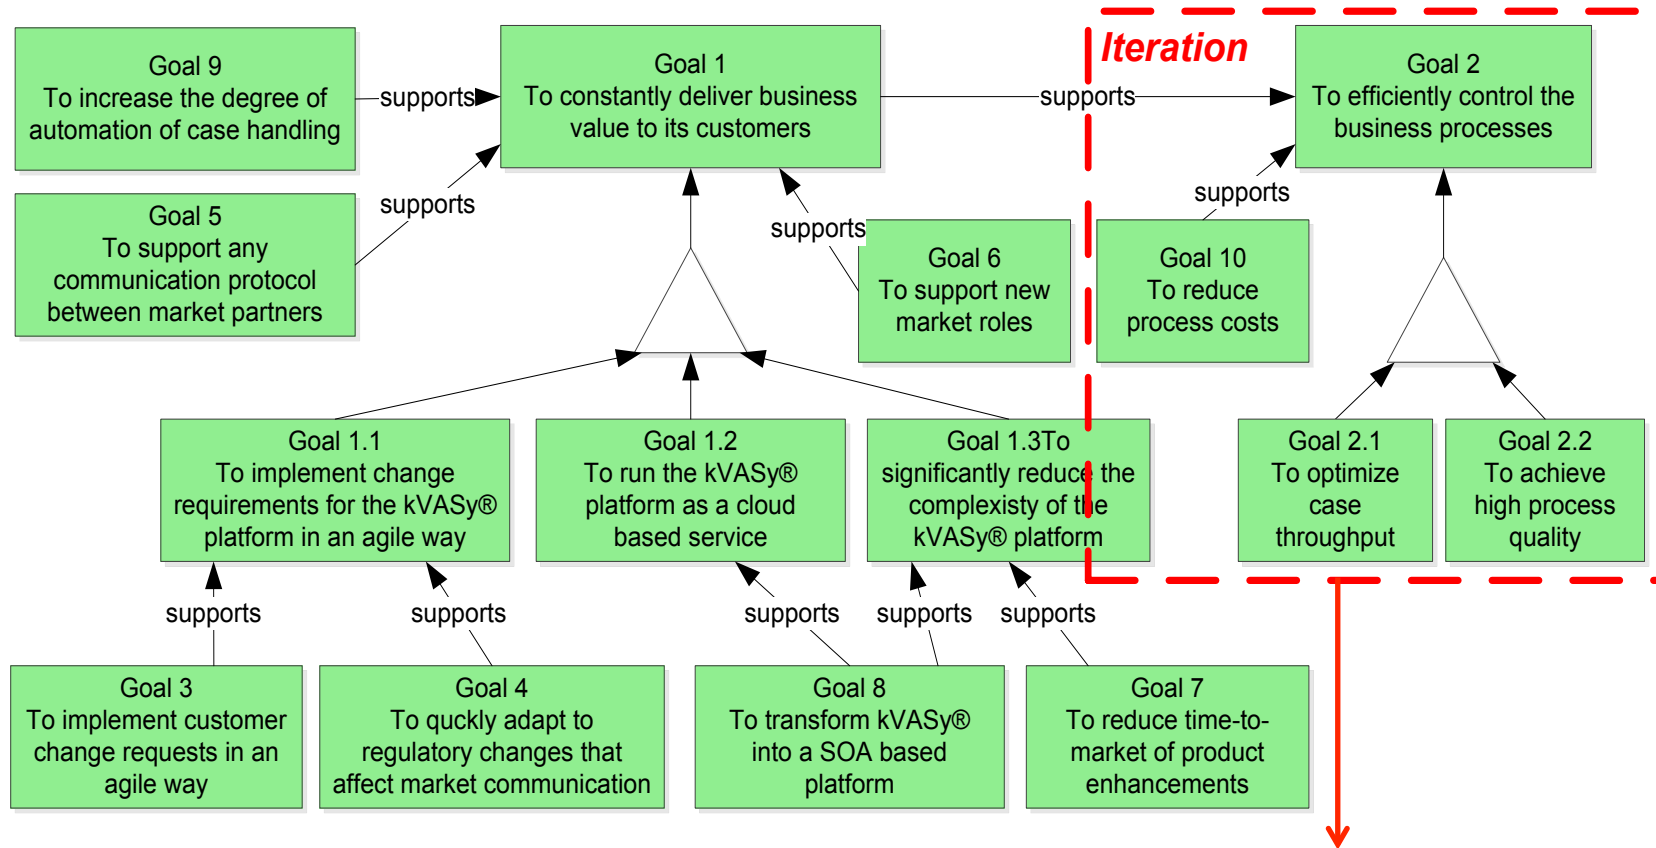 Iteration
Goal 9
To increase the degree of
automation of case handling
supports
Goal 1
To constantly deliver business
value to its customers
supports
Goal 2
To efficiently control the
business processes
Goal 5
To support any
communication protocol
between market partners
supports
supports
Goal 6
To support new
market roles
supports
Goal 10
To reduce
process costs
Goal 1.1
To implement change
requirements for the kVASy®
platform in an agile way
Goal 1.2
To run the kVASy®
platform as a cloud
based service
Goal 1.3To
significantly reduce the
complexisty of the
kVASy® platform
Goal 2.1
To optimize
case
throughput
Goal 2.2
To achieve
high process
quality
supports
supports
supports
supports
supports
Goal 3
To implement customer
change requests in an
agile way
Goal 4
To quckly adapt to
regulatory changes that
affect market communication
Goal 8
To transform kVASy®
into a SOA based
platform
Goal 7
To reduce time-to-
market of product
enhancements